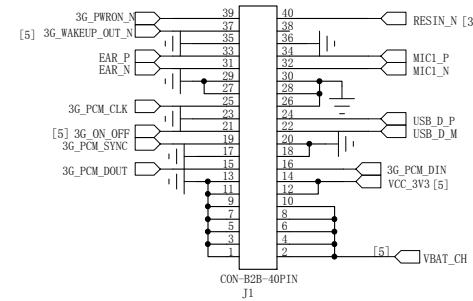 3G_PWRON_N 39 40 RESIN_N [3
[5] 3G_WAKEUP_OUT_N 37 38
35 36
EAR_P 33 34 MIC1_P
EAR_N 31 32 MIC1_N
29 30
27 28
3G_PCM_CLK 25 26
23 24 USB_D_P
[5] 3G_ON_OFF 21 22 USB_D_M
3G_PCM_SYNC 19 20
17 18
3G_PCM_DOUT 15 16 3G_PCM_DIN
13 14 VCC_3V3 [5]
11 12
9 10
7 8
5 6
3 4
1 2 [5] VBAT_CH
CON-B2B-40PIN
J1